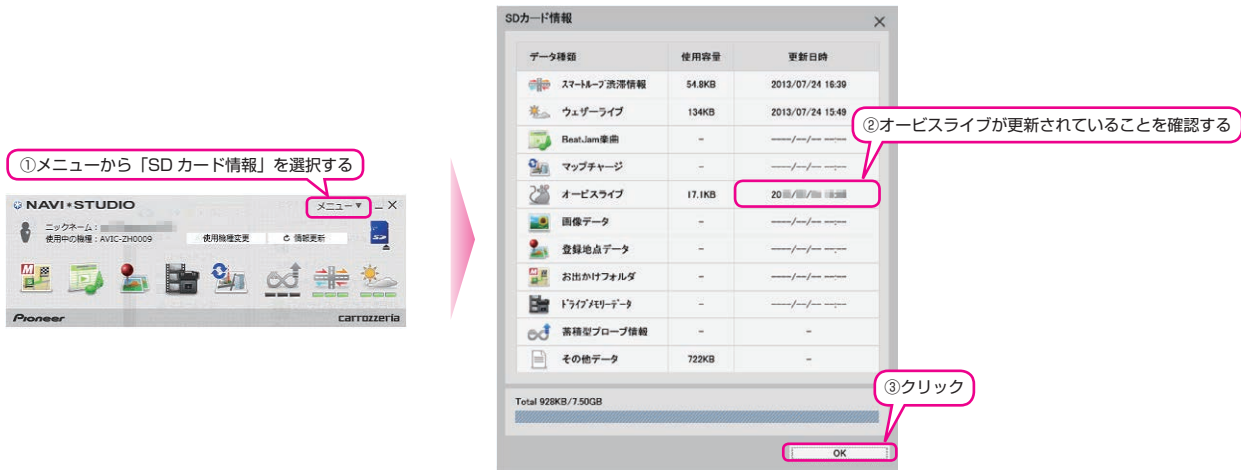 ①メニューから「SD カード情報」を選択する
NAVI*STUDIO メニュー▼ _ ×
ニックネーム:
使用中の機種:AVIC-ZH0009 使用機種変更 情報更新
Pioneer carrozzeria
SDカード情報 ×
データ種類 使用容量 更新日時
スマートループ渋滞情報 54.8KB 2013/07/24 16:39
ウェザーライブ 134KB 2013/07/24 15:49
BeatJam楽曲 - ----/--/-- --:--
マップチャージ - ----/--/-- --:--
オービスライブ 17.1KB 20
画像データ - ----/--/-- --:--
登録地点データ - ----/--/-- --:--
お出かけフォルダ - ----/--/-- --:--
ドライブメモリーデータ - ----/--/-- --:--
蓄積型プローブ情報 - -
その他データ 722KB -
②オービスライブが更新されていることを確認する
Total 928KB/7.50GB
③クリック
OK